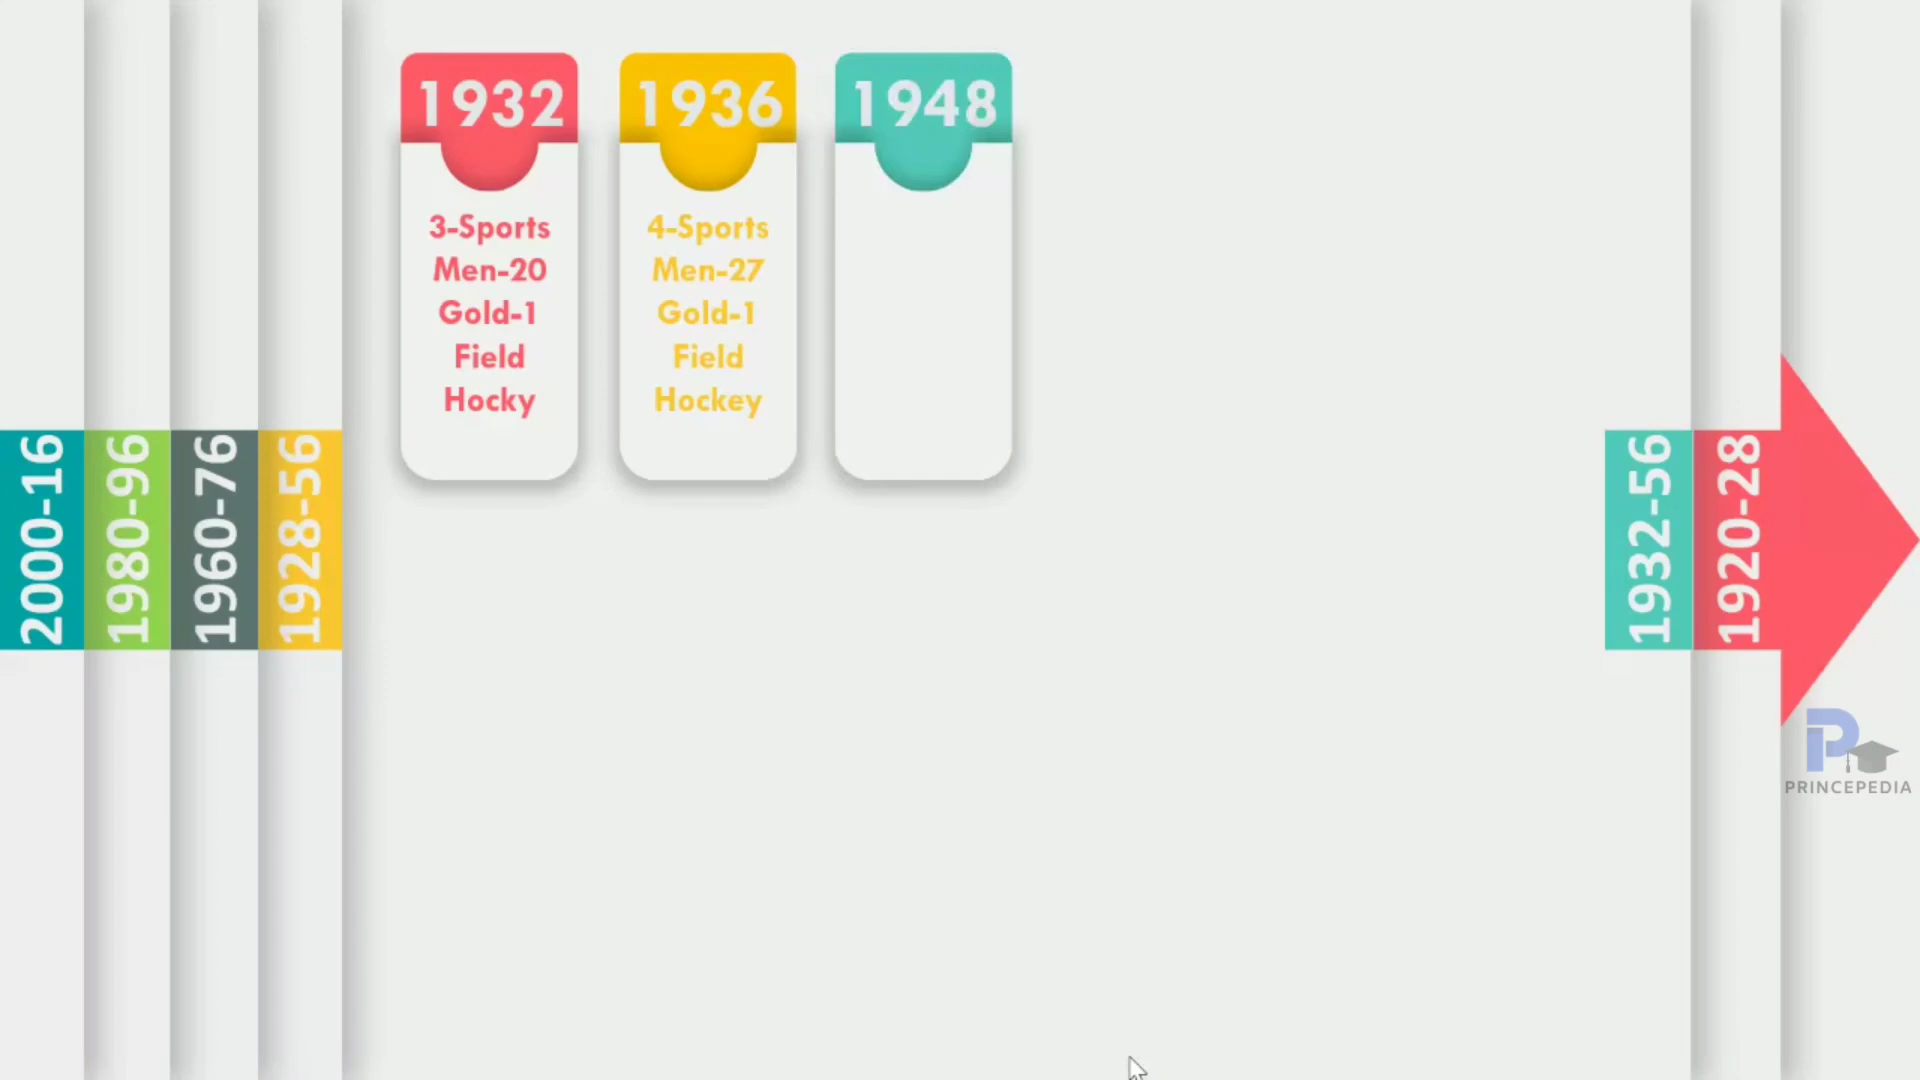 1932
3-Sports
Men-20
Gold-1
Field
Hocky
1936
4-Sports
Men-27
Gold-1
Field
Hockey
1948
2000-16
1980-96
1960-76
1928-56
1932-56
1920-28
PRINCEPEDIA